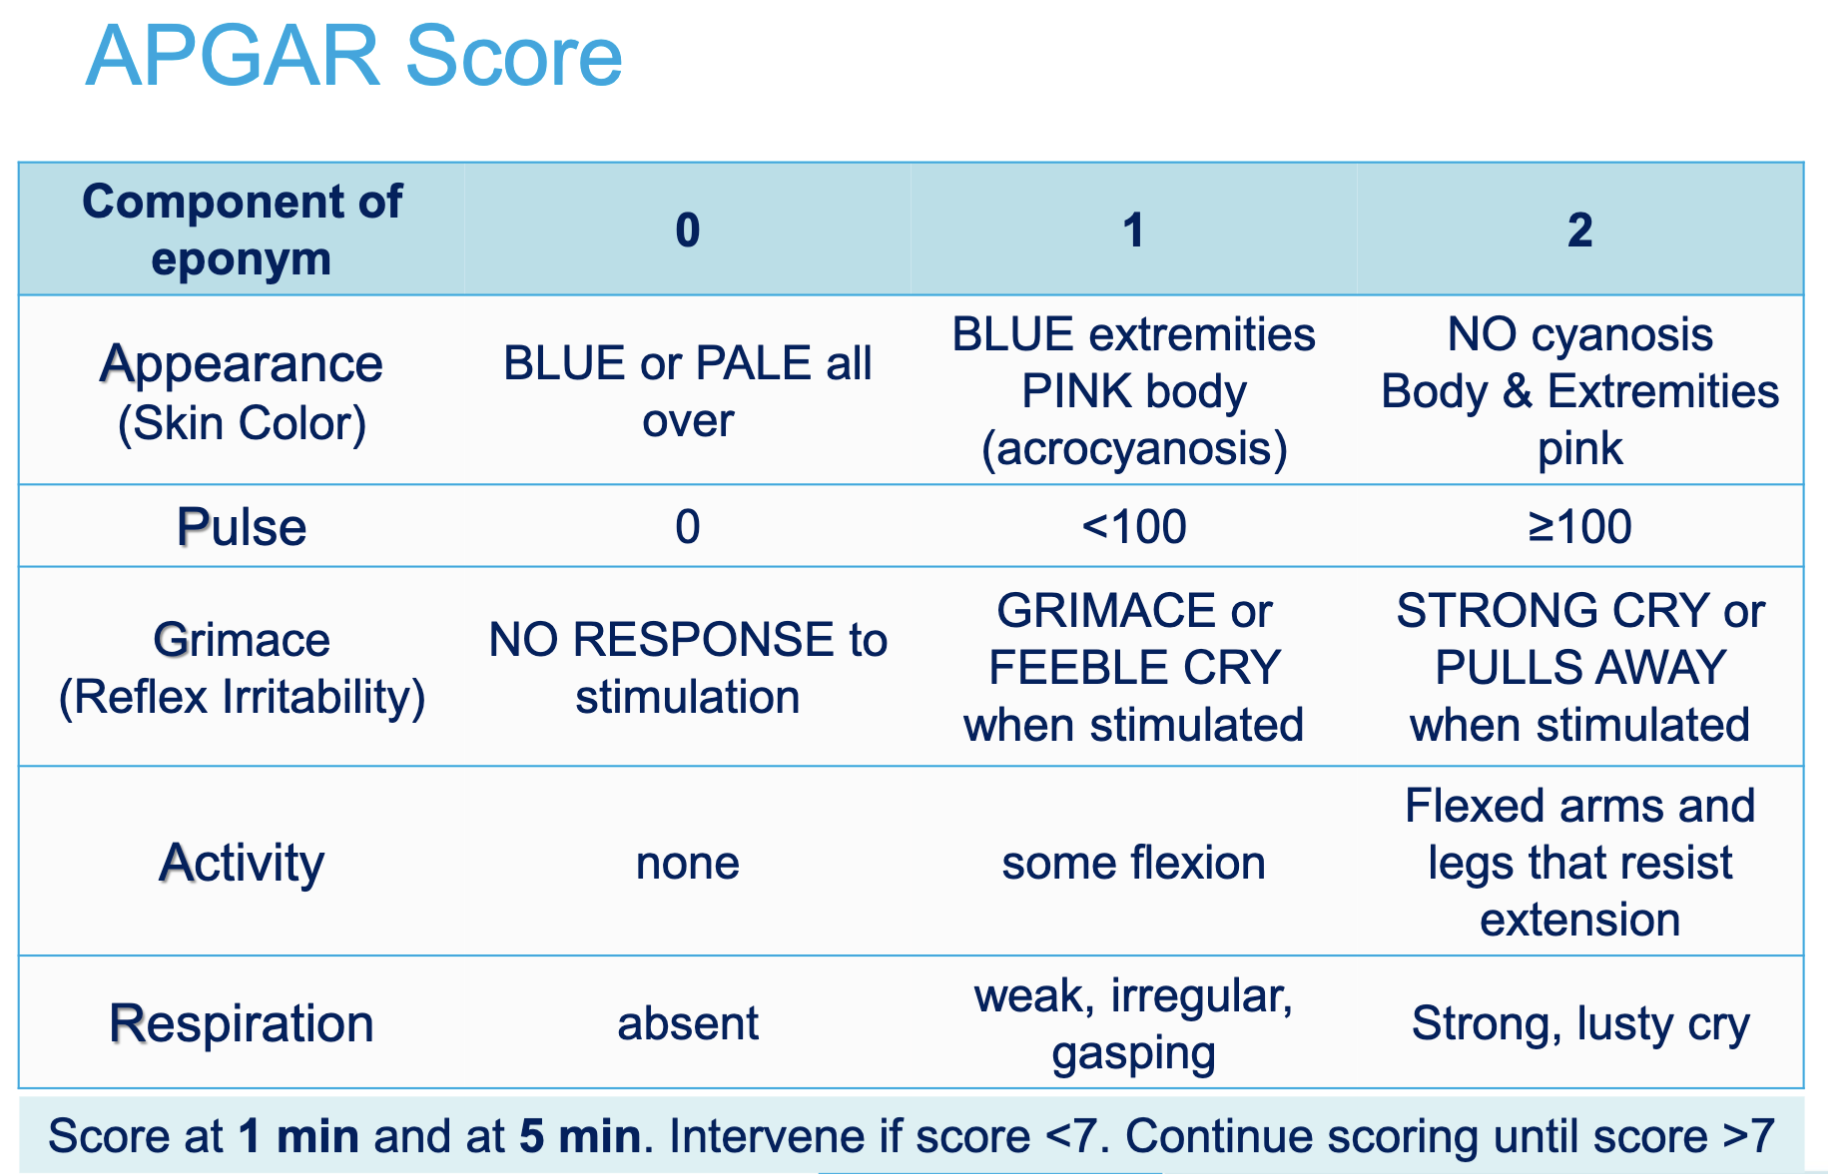 APGAR Score
Component of
eponym
0
1
2
Appearance
(Skin Color)
BLUE or PALE all
over
BLUE extremities
PINK body
(acrocyanosis)
NO cyanosis
Body & Extremities
pink
Pulse
0
<100
≥100
Grimace
(Reflex Irritability)
NO RESPONSE to
stimulation
GRIMACE or
FEEBLE CRY
when stimulated
STRONG CRY or
PULLS AWAY
when stimulated
Activity
none
some flexion
Flexed arms and
legs that resist
extension
Respiration
absent
weak, irregular,
gasping
Strong, lusty cry
Score at 1 min and at 5 min. Intervene if score <7. Continue scoring until score >7